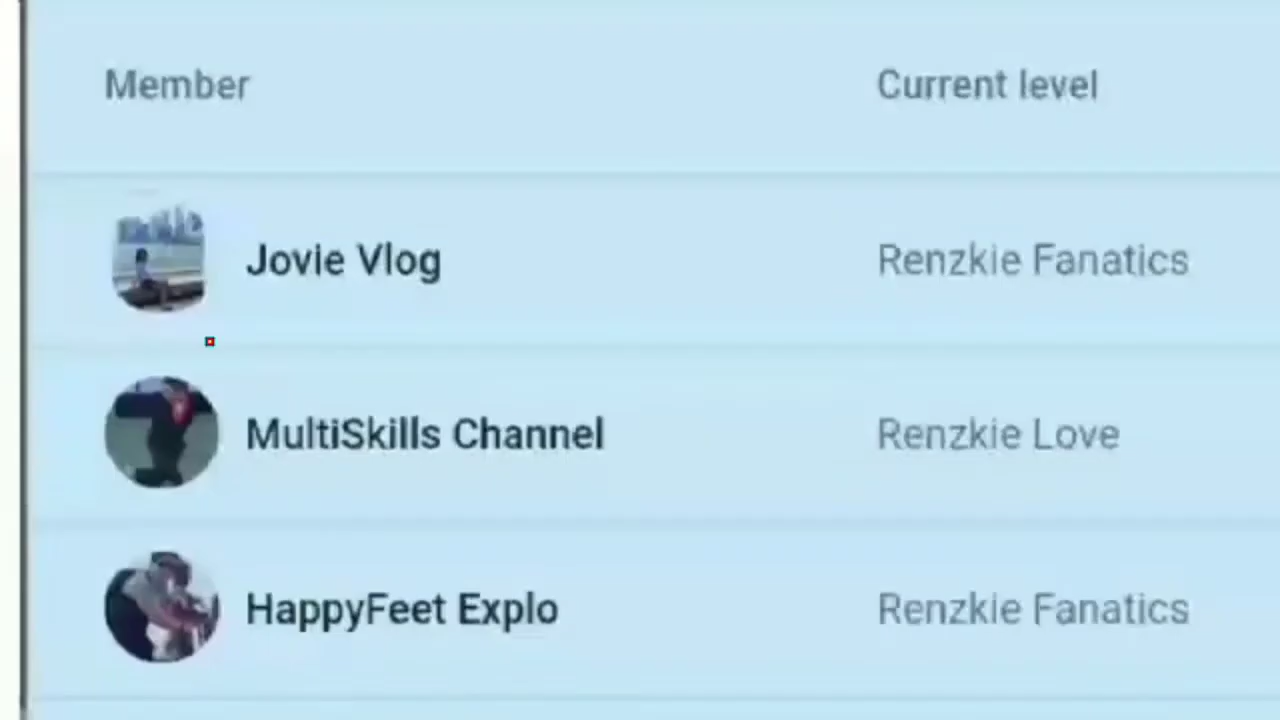 Member Current level
Jovie Vlog Renzkie Fanatics
MultiSkills Channel Renzkie Love
HappyFeet Explo Renzkie Fanatics